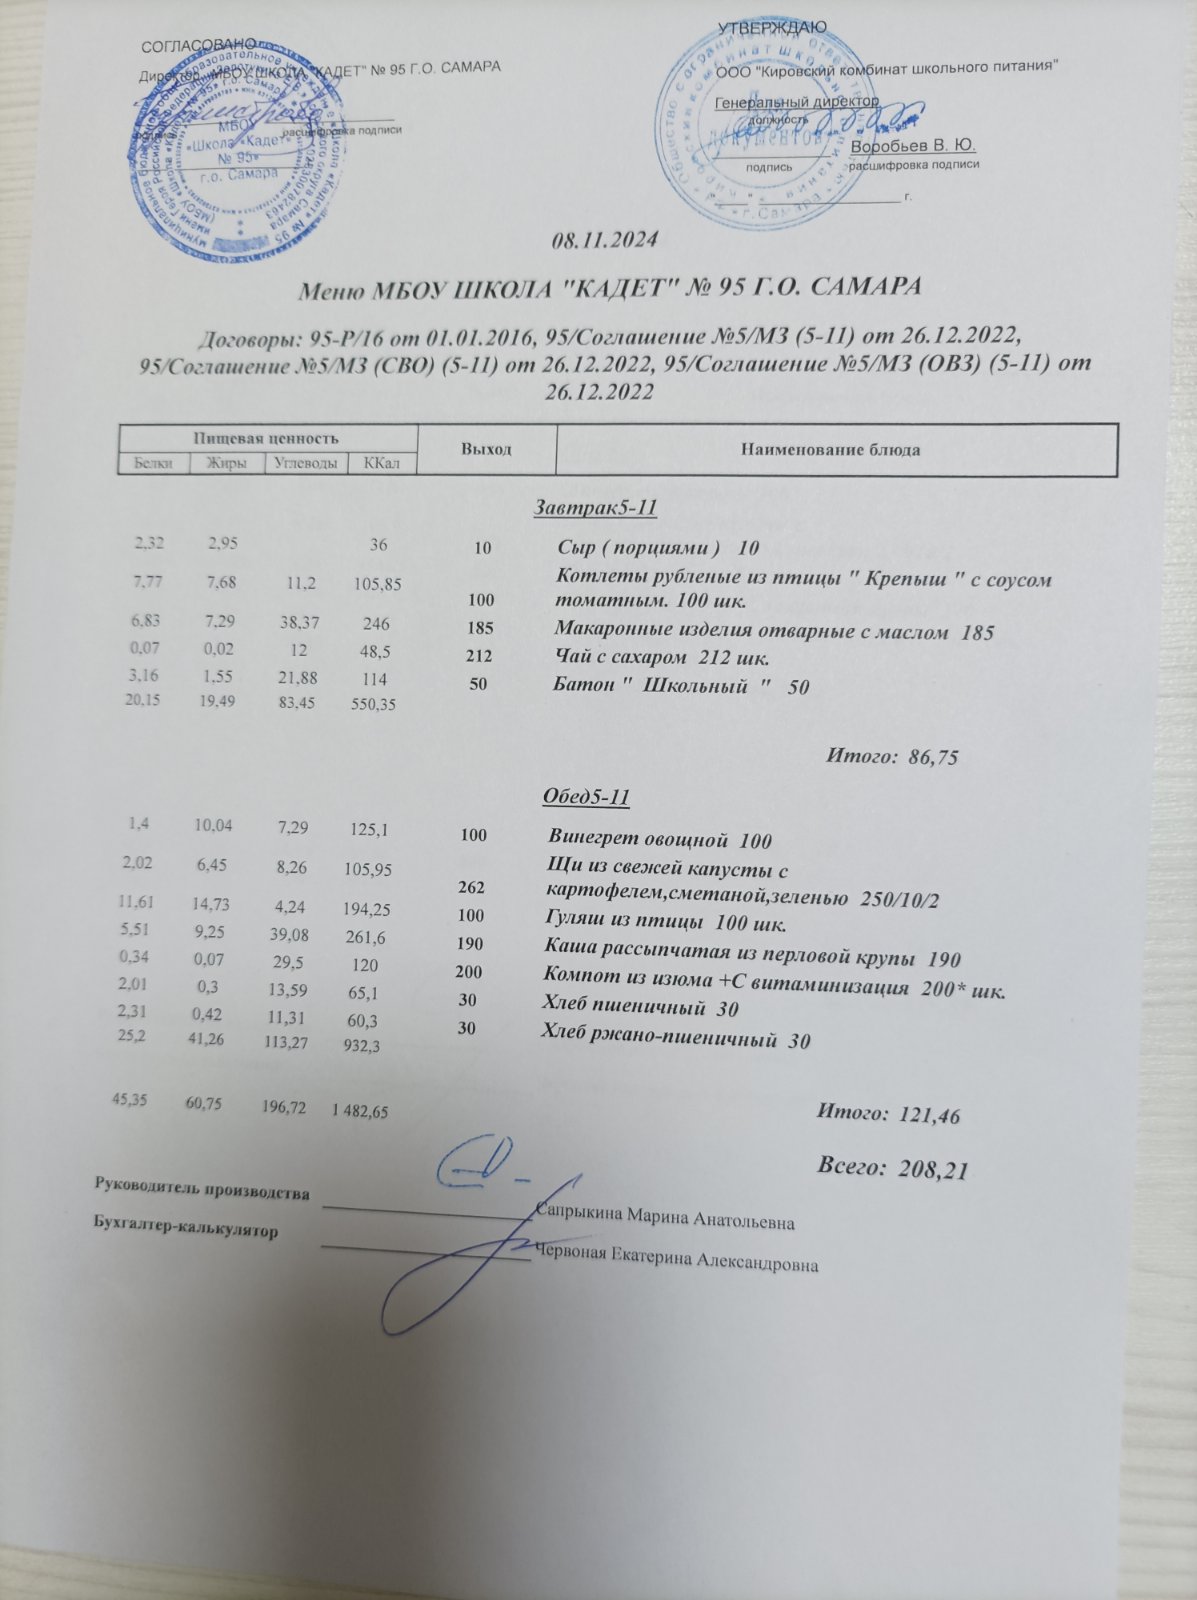 СОГЛАСОВАНО
Директор МБОУ ШКОЛА "КАДЕТ" № 95 Г.О. САМАРА
расшифровка подписи
МБОУ
«Школа «Кадет»
№ 95»
г.о. Самара
УТВЕРЖДАЮ
ООО "Кировский комбинат школьного питания"
Генеральный директор
должность
документов
Воробьев В. Ю.
подпись расшифровка подписи
"____" ____________________ г.
08.11.2024
Меню МБОУ ШКОЛА "КАДЕТ" № 95 Г.О. САМАРА
Договоры: 95-Р/16 от 01.01.2016, 95/Соглашение №5/МЗ (5-11) от 26.12.2022,
95/Соглашение №5/МЗ (СВО) (5-11) от 26.12.2022, 95/Соглашение №5/МЗ (ОВЗ) (5-11) от
26.12.2022
Пищевая ценность Выход Наименование блюда
Белки Жиры Углеводы ККал
Завтрак5-11
2,32 2,95 36 10 Сыр ( порциями ) 10
7,77 7,68 11,2 105,85 100 Котлеты рубленые из птицы " Крепыш " с соусом
томатным. 100 шк.
6,83 7,29 38,37 246 185 Макаронные изделия отварные с маслом 185
0,07 0,02 12 48,5 212 Чай с сахаром 212 шк.
3,16 1,55 21,88 114 50 Батон " Школьный " 50
20,15 19,49 83,45 550,35
Итого: 86,75
Обед5-11
1,4 10,04 7,29 125,1 100 Винегрет овощной 100
2,02 6,45 8,26 105,95 262 Щи из свежей капусты с
картофелем,сметаной,зеленью 250/10/2
11,61 14,73 4,24 194,25 100 Гуляш из птицы 100 шк.
5,51 9,25 39,08 261,6 190 Каша рассыпчатая из перловой крупы 190
0,34 0,07 29,5 120 200 Компот из изюма +С витаминизация 200* шк.
2,01 0,3 13,59 65,1 30 Хлеб пшеничный 30
2,31 0,42 11,31 60,3 30 Хлеб ржано-пшеничный 30
25,2 41,26 113,27 932,3
45,35 60,75 196,72 1 482,65
Итого: 121,46
Всего: 208,21
Руководитель производства Сапрыкина Марина Анатольевна
Бухгалтер-калькулятор Червоная Екатерина Александровна